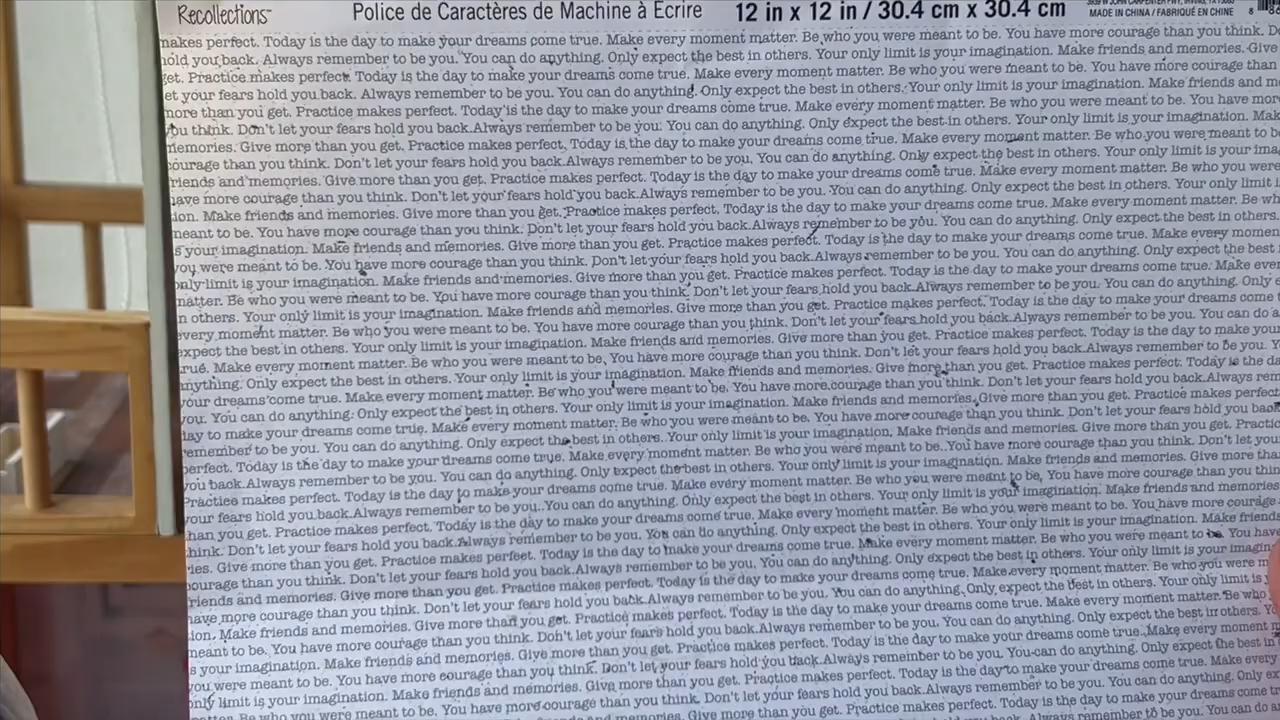 Recollections™ Police de Caractères de Machine à Écrire 12 in x 12 in / 30.4 cm x 30.4 cm
MADE IN CHINA / FABRIQUÉ EN CHINE
makes perfect. Today is the day to make your dreams come true. Make every moment matter. Be who you were meant to be. You have more courage than you think.
hold you back. Always remember to be you. You can do anything. Only expect the best in others. Your only limit is your imagination. Make friends and memories. Give
get. Practice makes perfect. Today is the day to make your dreams come true. Make every moment matter. Be who you were meant to be. You have more courage than
let your fears hold you back. Always remember to be you. You can do anything. Only expect the best in others. Your only limit is your imagination. Make friends and
more than you get. Practice makes perfect. Today is the day to make your dreams come true. Make every moment matter. Be who you were meant to be. You have
you think. Don't let your fears hold you back.Always remember to be you. You can do anything. Only expect the best in others. Your only limit is your imagination.
memories. Give more than you get. Practice makes perfect. Today is the day to make your dreams come true. Make every moment matter. Be who you were meant to
courage than you think. Don't let your fears hold you back.Always remember to be you. You can do anything. Only expect the best in others. Your only limit is your
friends and memories. Give more than you get. Practice makes perfect. Today is the day to make your dreams come true. Make every moment matter. Be who you were
have more courage than you think. Don't let your fears hold you back.Always remember to be you. You can do anything. Only expect the best in others. Your only limit
Make friends and memories. Give more than you get. Practice makes perfect. Today is the day to make your dreams come true. Make every moment matter. Be
meant to be. You have more courage than you think. Don't let your fears hold you back.Always remember to be you. You can do anything. Only expect the best in others.
is your imagination. Make friends and memories. Give more than you get. Practice makes perfect. Today is the day to make your dreams come true. Make every
you were meant to be. You have more courage than you think. Don't let your fears hold you back.Always remember to be you. You can do anything. Only expect the best
only limit is your imagination. Make friends and memories. Give more than you get. Practice makes perfect. Today is the day to make your dreams come true. Make
matter. Be who you were meant to be. You have more courage than you think. Don't let your fears hold you back.Always remember to be you. You can do anything. Only
in others. Your only limit is your imagination. Make friends and memories. Give more than you get. Practice makes perfect. Today is the day to make your dreams come
every moment matter. Be who you were meant to be. You have more courage than you think. Don't let your fears hold you back.Always remember to be you. You can do
expect the best in others. Your only limit is your imagination. Make friends and memories. Give more than you get. Practice makes perfect. Today is the day to make your
true. Make every moment matter. Be who you were meant to be. You have more courage than you think. Don't let your fears hold you back.Always remember to be you.
anything. Only expect the best in others. Your only limit is your imagination. Make friends and memories. Give more than you get. Practice makes perfect. Today is the
your dreams come true. Make every moment matter. Be who you were meant to be. You have more courage than you think. Don't let your fears hold you back.Always
you. You can do anything. Only expect the best in others. Your only limit is your imagination. Make friends and memories. Give more than you get. Practice makes perfect.
day to make your dreams come true. Make every moment matter. Be who you were meant to be. You have more courage than you think. Don't let your fears hold you
remember to be you. You can do anything. Only expect the best in others. Your only limit is your imagination. Make friends and memories. Give more than you get.
perfect. Today is the day to make your dreams come true. Make every moment matter. Be who you were meant to be. You have more courage than you think. Don't let
you back.Always remember to be you. You can do anything. Only expect the best in others. Your only limit is your imagination. Make friends and memories. Give more
Practice makes perfect. Today is the day to make your dreams come true. Make every moment matter. Be who you were meant to be. You have more courage than you
your fears hold you back.Always remember to be you. You can do anything. Only expect the best in others. Your only limit is your imagination. Make friends and memories
than you get. Practice makes perfect. Today is the day to make your dreams come true. Make every moment matter. Be who you were meant to be. You have more courage
think. Don't let your fears hold you back.Always remember to be you. You can do anything. Only expect the best in others. Your only limit is your imagination. Make
Give more than you get. Practice makes perfect. Today is the day to make your dreams come true. Make every moment matter. Be who you were meant to be. You have
courage than you think. Don't let your fears hold you back.Always remember to be you. You can do anything. Only expect the best in others. Your only limit is your
friends and memories. Give more than you get. Practice makes perfect. Today is the day to make your dreams come true. Make every moment matter. Be who you were
have more courage than you think. Don't let your fears hold you back.Always remember to be you. You can do anything. Only expect the best in others. Your only limit is
Make friends and memories. Give more than you get. Practice makes perfect. Today is the day to make your dreams come true. Make every moment matter. Be who
meant to be. You have more courage than you think. Don't let your fears hold you back.Always remember to be you. You can do anything. Only expect the best in others.
is your imagination. Make friends and memories. Give more than you get. Practice makes perfect. Today is the day to make your dreams come true. Make every moment
you were meant to be. You have more courage than you think. Don't let your fears hold you back.Always remember to be you. You can do anything. Only expect the best in
only limit is your imagination. Make friends and memories. Give more than you get. Practice makes perfect. Today is the day to make your dreams come true. Make every
Be who you were meant to be. You have more courage than you think. Don't let your fears hold you back.Always remember to be you. You can do anything. Only